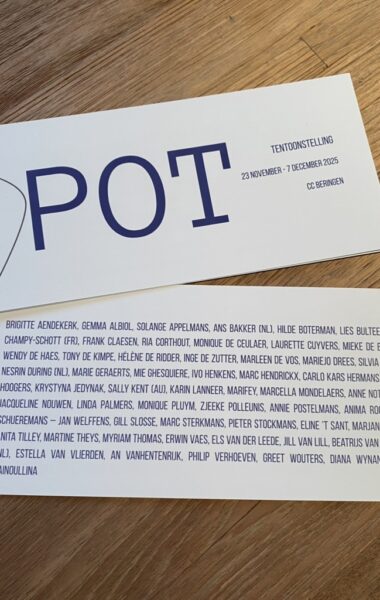 POT
TENTOONSTELLING
23 NOVEMBER - 7 DECEMBER 2025
CC BERINGEN
BRIGITTE AENDEKERK, GEMMA ALBIOL, SOLANGE APPELMANS, ANS BAKKER (NL), HILDE BOTERMAN, LIES BULTEE
CHAMPY-SCHOTT (FR), FRANK CLAESEN, RIA CORTHOUT, MONIQUE DE CEULAER, LAURETTE GUYVERS, MIEKE DE B
WENDY DE HAES, TONY DE KIMPE, HÉLÈNE DE RIDDER, INGE DE ZUTTER, MARLEEN DE VOS, MARIEJO DREES, SILVIA
NESRIN DURING (NL), MARIE GERAERTS, MIE GHESQUIERE, IVO HENKENS, MARC HENDRICKX, CARLO KARS HERMANS
HOOGERS, KRYSTYNA JEDYNAK, SALLY KENT (AU), KARIN LANNEER, MARIFEY, MARCELLA MONDELAERS, ANNE NOT
JACQUELINE NOUWEN, LINDA PALMERS, MONIQUE PLUYM, ZJEEKE POLLEUNIS, ANNIE POSTELMANS, ANIMA RO
SCHUEREMANS – JAN WELFFENS, GILL SLOSSE, MARC STERKMANS, PIETER STOCKMANS, ELINE 'T SANT, MARJAN
NITA TILLEY, MARTINE THEYS, MYRIAM THOMAS, ERWIN VAES, ELS VAN DER LEEDE, JILL VAN LILL, BEATRIJS VAN
NL), ESTELLA VAN VLIERDEN, AN VANHENTENRIJK, PHILIP VERHOEVEN, GREET WOUTERS, DIANA WYNAN
AINOULLINA